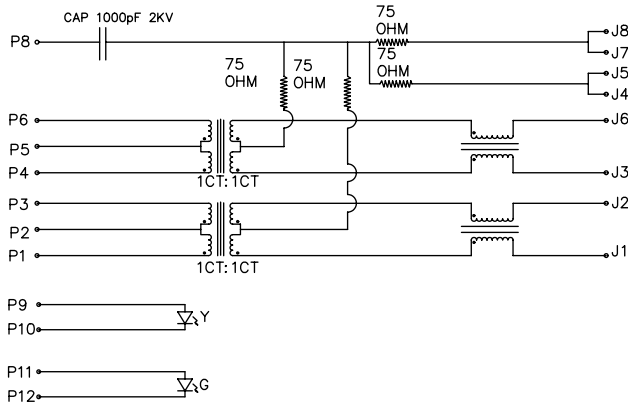 CAP 1000pF 2KV
75
OHM
J8
P8
J7
75
OHM
75
OHM
75
OHM
J5
J4
P6
J6
P5
P4
J3
1CT: 1CT
P3
J2
P2
P1
J1
1CT: 1CT
P9
Y
P10
P11
G
P12